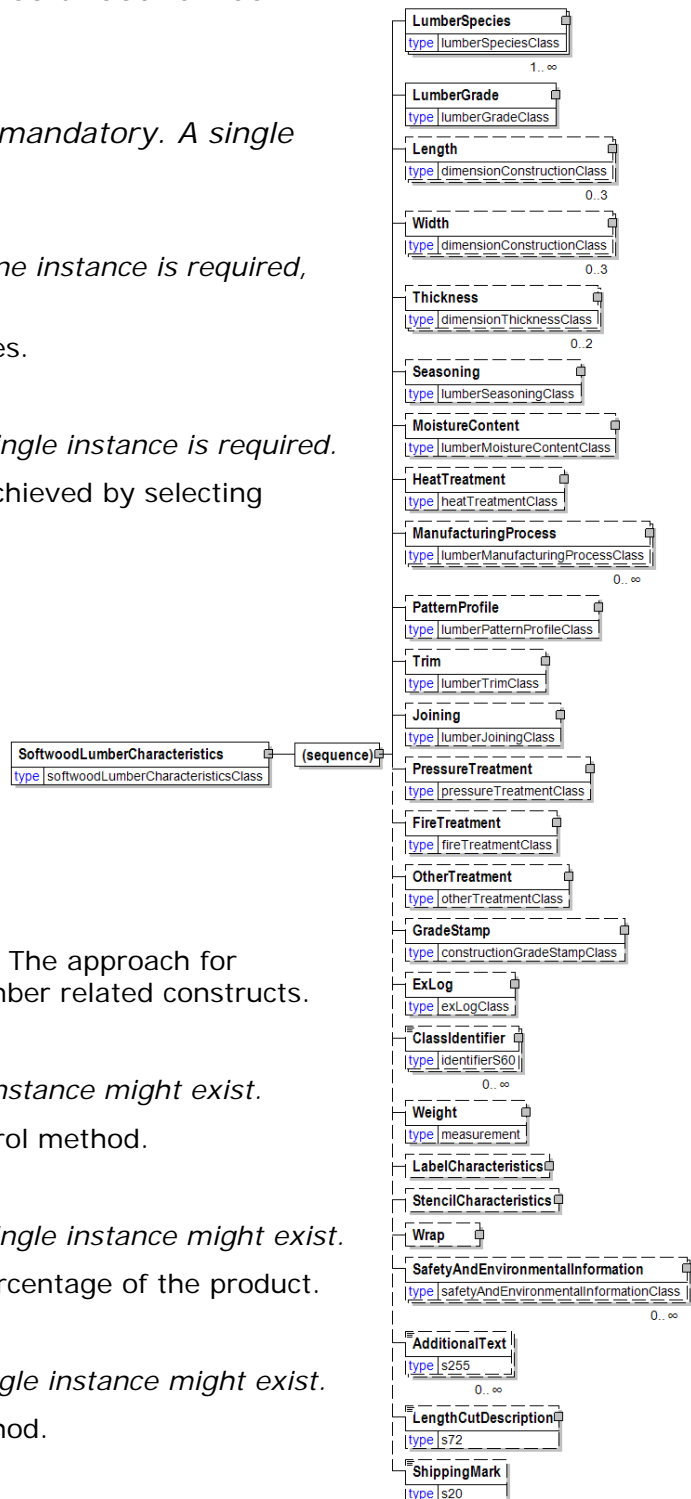 mandatory. A single
ne instance is required,
es.
ingle instance is required.
chieved by selecting
The approach for
nber related constructs.
nstance might exist.
rol method.
ingle instance might exist.
rcentage of the product.
gle instance might exist.
nod.
SoftwoodLumberCharacteristics
type softwoodLumberCharacteristicsClass
(sequence)
LumberSpecies
type lumberSpeciesClass
1.. ∞
LumberGrade
type lumberGradeClass
Length
type dimensionConstructionClass
0..3
Width
type dimensionConstructionClass
0..3
Thickness
type dimensionThicknessClass
0..2
Seasoning
type lumberSeasoningClass
MoistureContent
type lumberMoistureContentClass
HeatTreatment
type heatTreatmentClass
ManufacturingProcess
type lumberManufacturingProcessClass
0.. ∞
PatternProfile
type lumberPatternProfileClass
Trim
type lumberTrimClass
Joining
type lumberJoiningClass
PressureTreatment
type pressureTreatmentClass
FireTreatment
type fireTreatmentClass
OtherTreatment
type otherTreatmentClass
GradeStamp
type constructionGradeStampClass
ExLog
type exLogClass
ClassIdentifier
type identifierS60
0.. ∞
Weight
type measurement
LabelCharacteristics
StencilCharacteristics
Wrap
SafetyAndEnvironmentalInformation
type safetyAndEnvironmentalInformationClass
0.. ∞
AdditionalText
type s255
0.. ∞
LengthCutDescription
type s72
ShippingMark
type s20